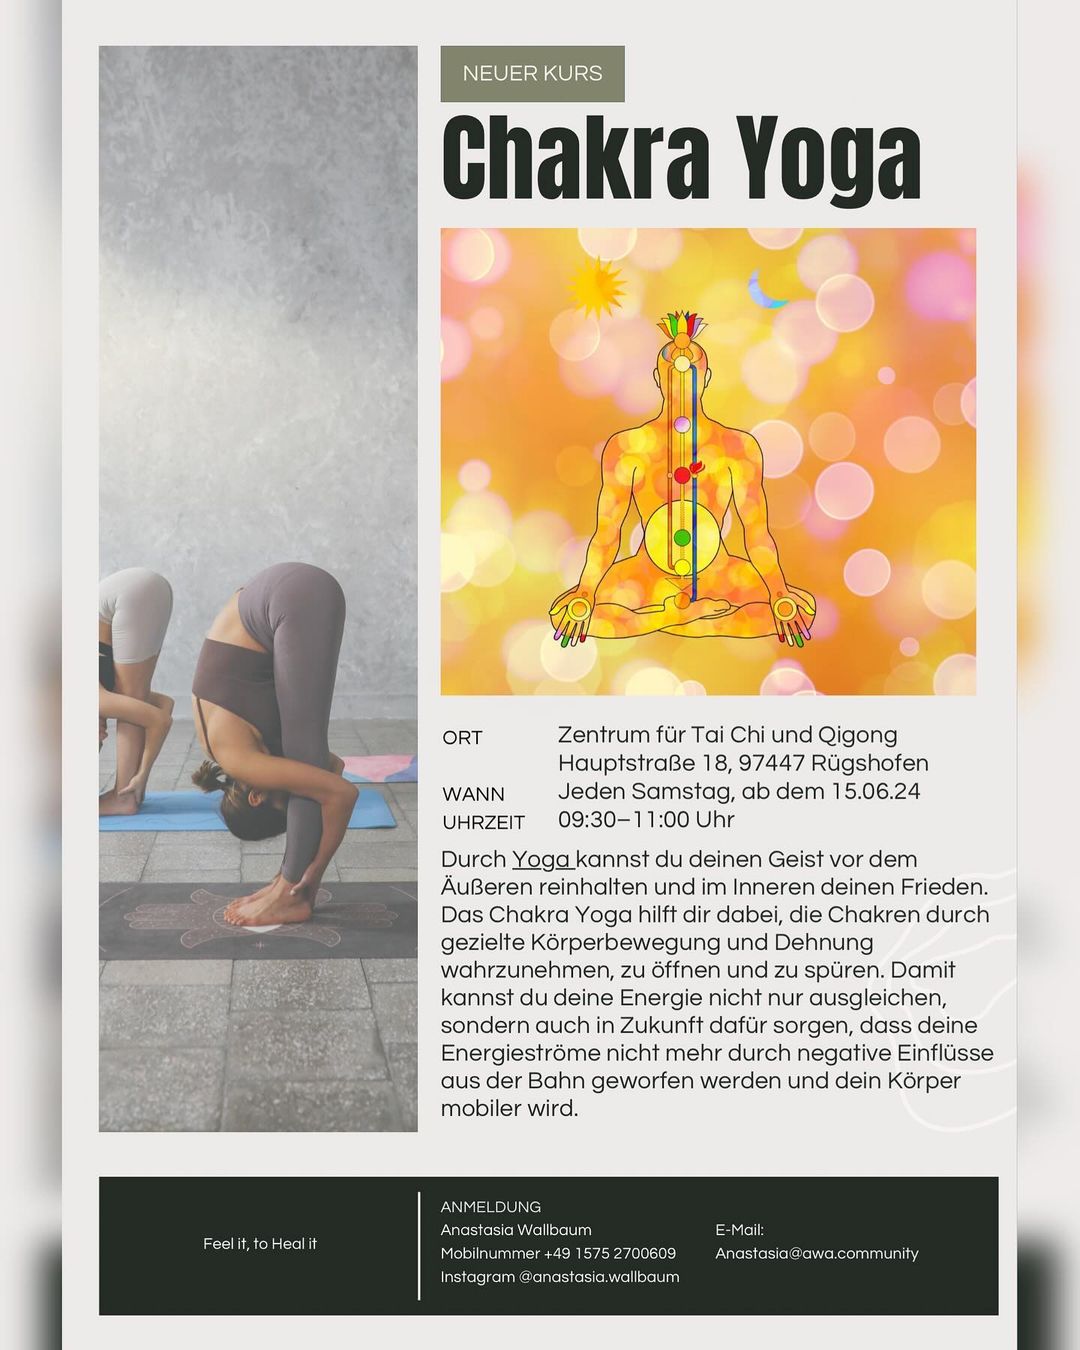 NEUER KURS
Chakra Yoga
ORT
Zentrum für Tai Chi und Qigong
Hauptstraße 18, 97447 Rügshofen
WANN
Jeden Samstag, ab dem 15.06.24
UHRZEIT
09:30–11:00 Uhr
Durch Yoga kannst du deinen Geist vor dem
Äußeren reinhalten und im Inneren deinen Frieden.
Das Chakra Yoga hilft dir dabei, die Chakren durch
gezielte Körperbewegung und Dehnung
wahrzunehmen, zu öffnen und zu spüren. Damit
kannst du deine Energie nicht nur ausgleichen,
sondern auch in Zukunft dafür sorgen, dass deine
Energieströme nicht mehr durch negative Einflüsse
aus der Bahn geworfen werden und dein Körper
mobiler wird.
Feel it, to Heal it
ANMELDUNG
Anastasia Wallbaum
Mobilnummer +49 1575 2700609
Instagram @anastasia.wallbaum
E-Mail:
Anastasia@awa.community